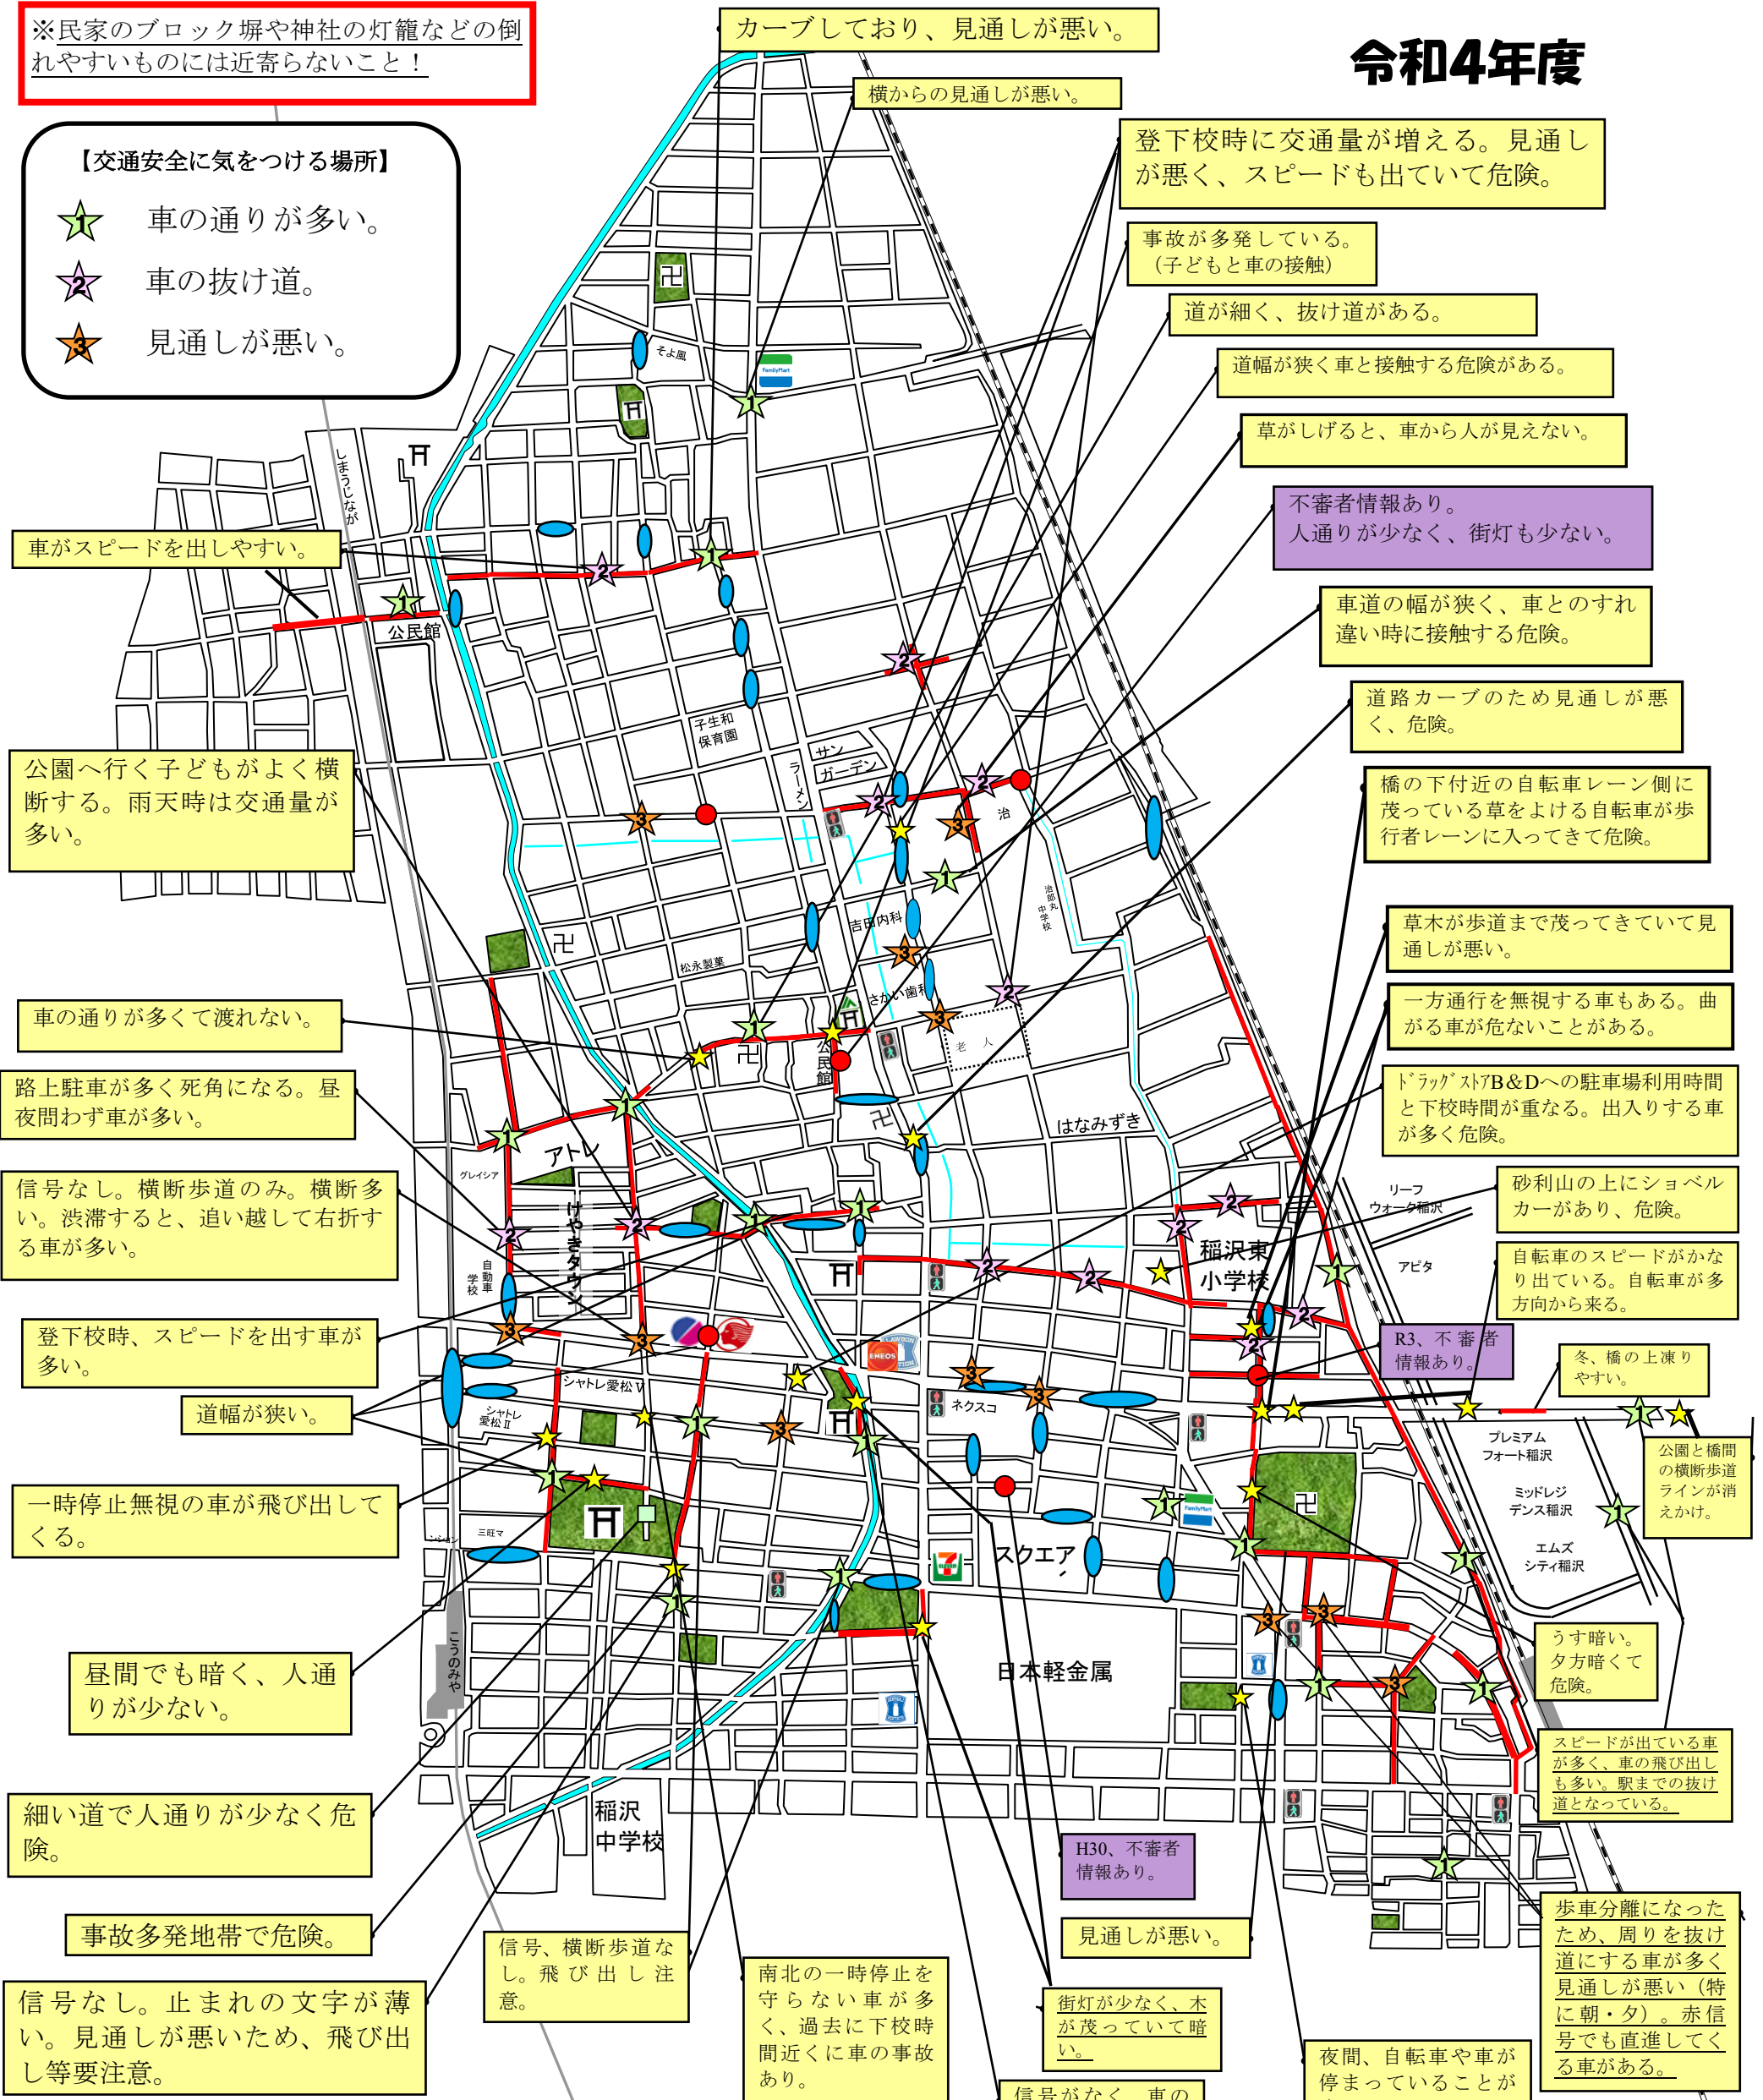 ※民家のブロック塀や神社の灯籠などの倒
れやすいものには近寄らないこと！
令和4年度
【交通安全に気をつける場所】
1 車の通りが多い。
2 車の抜け道。
3 見通しが悪い。
カーブしており、見通しが悪い。
横からの見通しが悪い。
登下校時に交通量が増える。見通し
が悪く、スピードも出ていて危険。
事故が多発している。
（子どもと車の接触）
道が細く、抜け道がある。
道幅が狭く車と接触する危険がある。
草がしげると、車から人が見えない。
不審者情報あり。
人通りが少なく、街灯も少ない。
車道の幅が狭く、車とのすれ
違い時に接触する危険。
道路カーブのため見通しが悪
く、危険。
橋の下付近の自転車レーン側に
茂っている草をよける自転車が歩
行者レーンに入ってきて危険。
草木が歩道まで茂ってきていて見
通しが悪い。
一方通行を無視する車もある。曲
がる車が危ないことがある。
ドラッグストアB&Dへの駐車場利用時間
と下校時間が重なる。出入りする車
が多く危険。
砂利山の上にショベル
カーがあり、危険。
自転車のスピードがかな
り出ている。自転車が多
方向から来る。
R3、不審者
情報あり。
冬、橋の上凍り
やすい。
公園と橋間
の横断歩道
ラインが消
えかけ。
うす暗い。
夕方暗くて
危険。
スピードが出ている車
が多く、車の飛び出し
も多い。駅までの抜け
道となっている。
歩車分離になった
ため、周りを抜け
道にする車が多く
見通しが悪い（特
に朝・夕）。赤信
号でも直進してく
る車がある。
車がスピードを出しやすい。
公園へ行く子どもがよく横
断する。雨天時は交通量が
多い。
車の通りが多くて渡れない。
路上駐車が多く死角になる。昼
夜問わず車が多い。
信号なし。横断歩道のみ。横断多
い。渋滞すると、追い越して右折す
る車が多い。
登下校時、スピードを出す車が
多い。
道幅が狭い。
一時停止無視の車が飛び出して
くる。
昼間でも暗く、人通
りが少ない。
細い道で人通りが少なく危
険。
事故多発地帯で危険。
信号なし。止まれの文字が薄
い。見通しが悪いため、飛び出
し等要注意。
信号、横断歩道な
し。飛び出し注
意。
南北の一時停止を
守らない車が多
く、過去に下校時
間近くに車の事故
あり。
街灯が少なく、木
が茂っていて暗
い。
H30、不審者
情報あり。
見通しが悪い。
信号がなく、車の
夜間、自転車や車が
停まっていることが
そよ風
FamilyMart
しまうじなが
公民館
子生和
保育園
サン
ガーデン
ラーメン
治
治郎丸
中学校
吉田内科
松永製菓
さかい歯科
公民館
老人
はなみずき
アトレ
グレイシア
けやきタウン
自動車
学校
稲沢東
小学校
リーフ
ウォーク稲沢
アピタ
ENEOS
シャトレ愛松Ⅴ
シャトレ
愛松Ⅱ
ネクスコ
プレミアム
フォート稲沢
ミッドレジ
デンス稲沢
エムズ
シティ稲沢
三旺マ
ンション
FamilyMart
スクエア
日本軽金属
こうのみや
稲沢
中学校